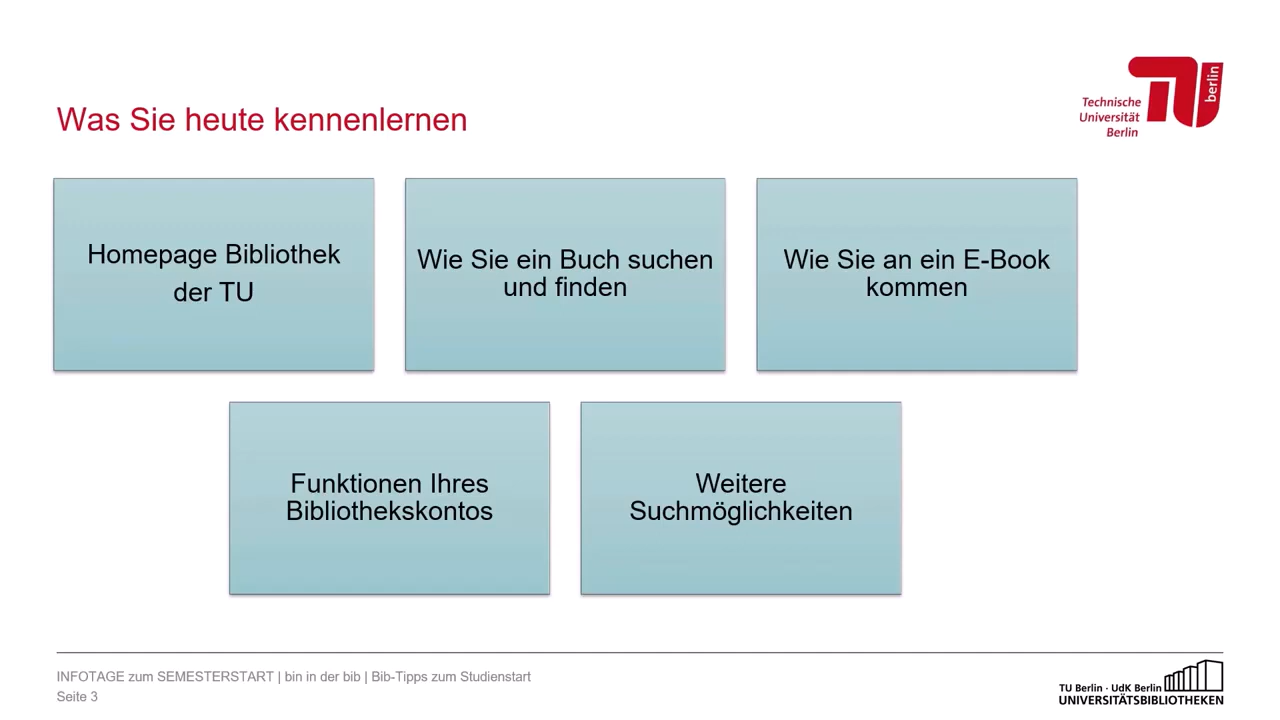 Was Sie heute kennenlernen
Technische
Universität
Berlin
berlin
Homepage Bibliothek
der TU
Wie Sie ein Buch suchen
und finden
Wie Sie an ein E-Book
kommen
Funktionen Ihres
Bibliothekskontos
Weitere
Suchmöglichkeiten
INFOTAGE zum SEMESTERSTART | bin in der bib | Bib-Tipps zum Studienstart
Seite 3
TU Berlin · UdK Berlin
UNIVERSITÄTSBIBLIOTHEKEN